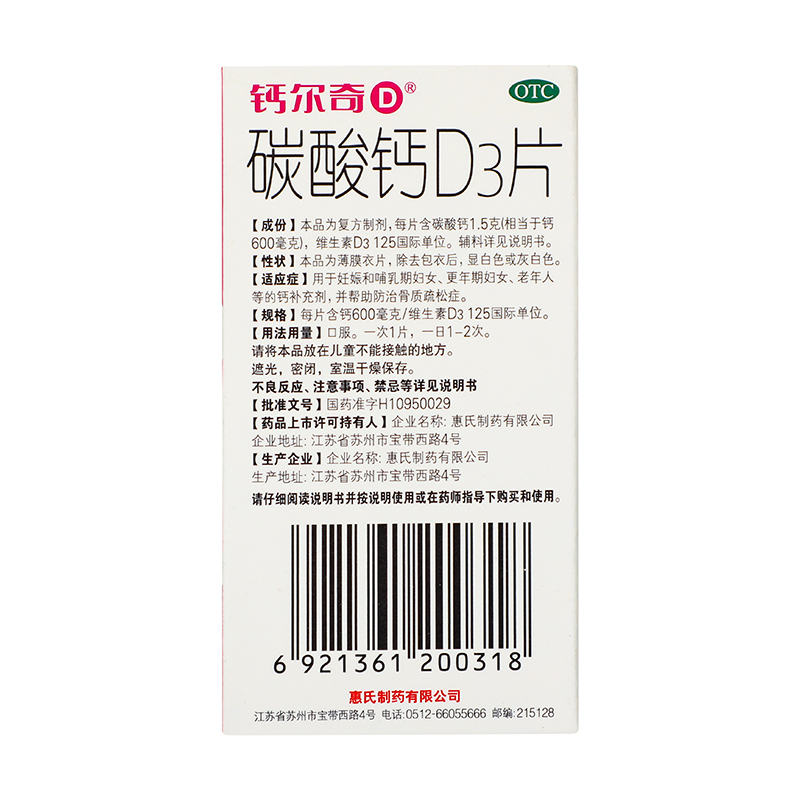 钙尔奇D®
OTC
碳酸钙D3片
【成份】本品为复方制剂，每片含碳酸钙1.5克(相当于钙
600毫克)，维生素D3 125国际单位。辅料详见说明书。
【性状】本品为薄膜衣片，除去包衣后，显白色或灰白色。
【适应症】用于妊娠和哺乳期妇女、更年期妇女、老年人
等的钙补充剂，并帮助防治骨质疏松症。
【规格】每片含钙600毫克/维生素D3 125国际单位。
【用法用量】口服。一次1片，一日1-2次。
请将本品放在儿童不能接触的地方。
遮光，密闭，室温干燥保存。
不良反应、注意事项、禁忌等详见说明书
【批准文号】国药准字H10950029
【药品上市许可持有人】企业名称: 惠氏制药有限公司
企业地址: 江苏省苏州市宝带西路4号
【生产企业】企业名称: 惠氏制药有限公司
生产地址: 江苏省苏州市宝带西路4号
请仔细阅读说明书并按说明使用或在药师指导下购买和使用。
6 921361 200318
惠氏制药有限公司
江苏省苏州市宝带西路4号 电话:0512-66055666 邮编:215128